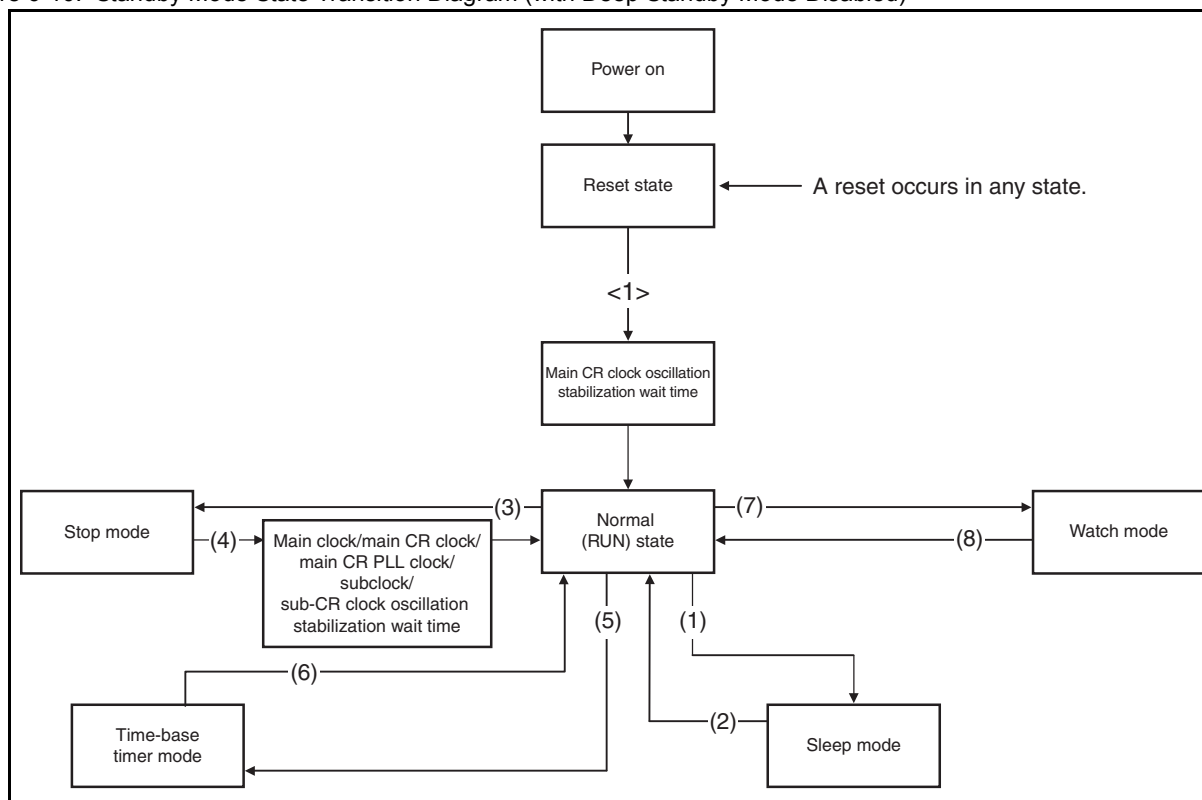 Standby Mode State Transition Diagram (with Deep Standby Mode Disabled)
Power on
Reset state
A reset occurs in any state.
<1>
Main CR clock oscillation
stabilization wait time
Stop mode
(3)
(4)
Main clock/main CR clock/
main CR PLL clock/
subclock/
sub-CR clock oscillation
stabilization wait time
Normal
(RUN) state
(7)
(8)
Watch mode
(5)
(1)
(6)
(2)
Time-base
timer mode
Sleep mode